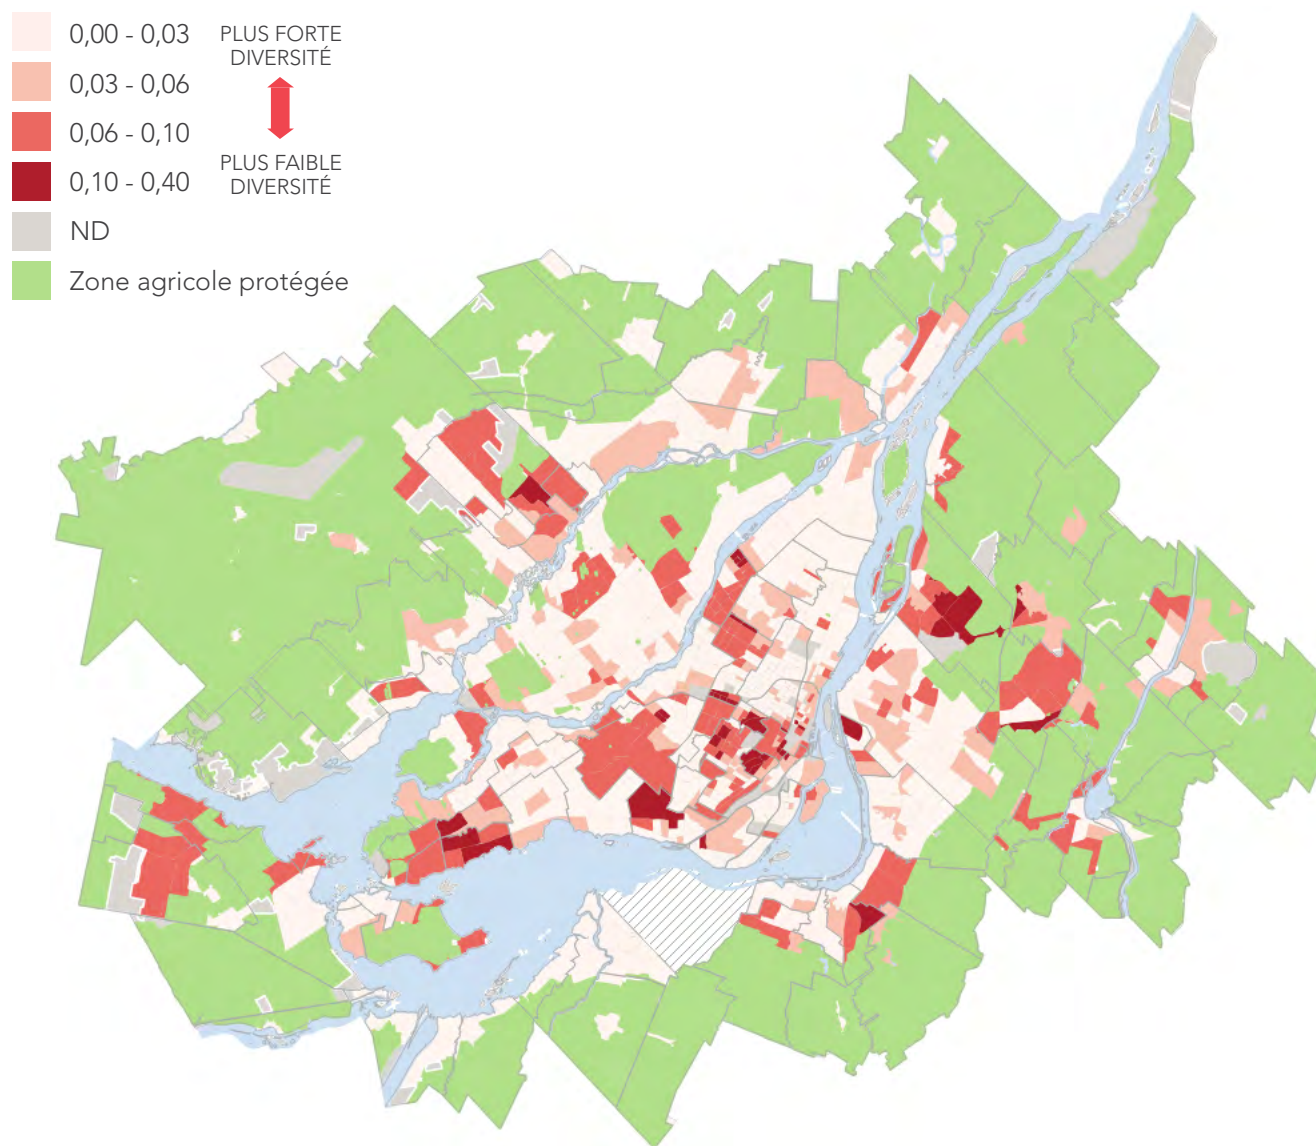 0,00 - 0,03
PLUS FORTE
DIVERSITÉ
0,03 - 0,06
0,06 - 0,10
PLUS FAIBLE
DIVERSITÉ
0,10 - 0,40
ND
Zone agricole protégée